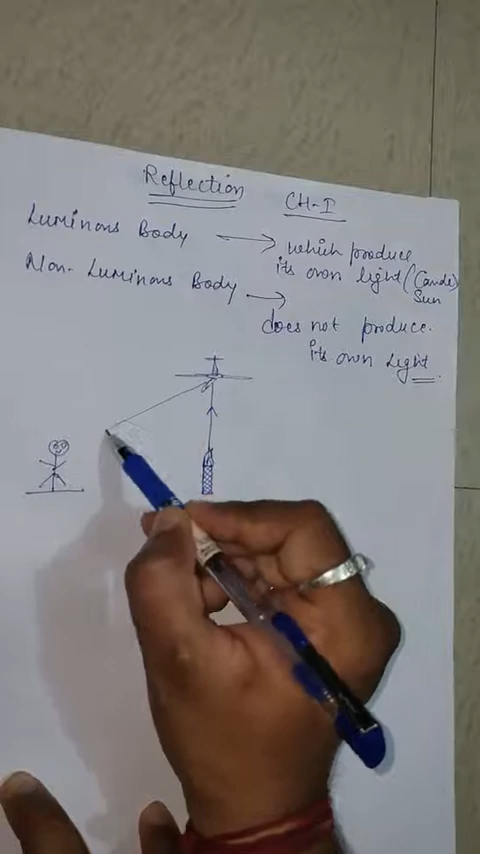 Reflection CH-I
Luminous Body → which produce
its own light (Candle)
Sun
Non-Luminous Body →
does not produce.
its own light.